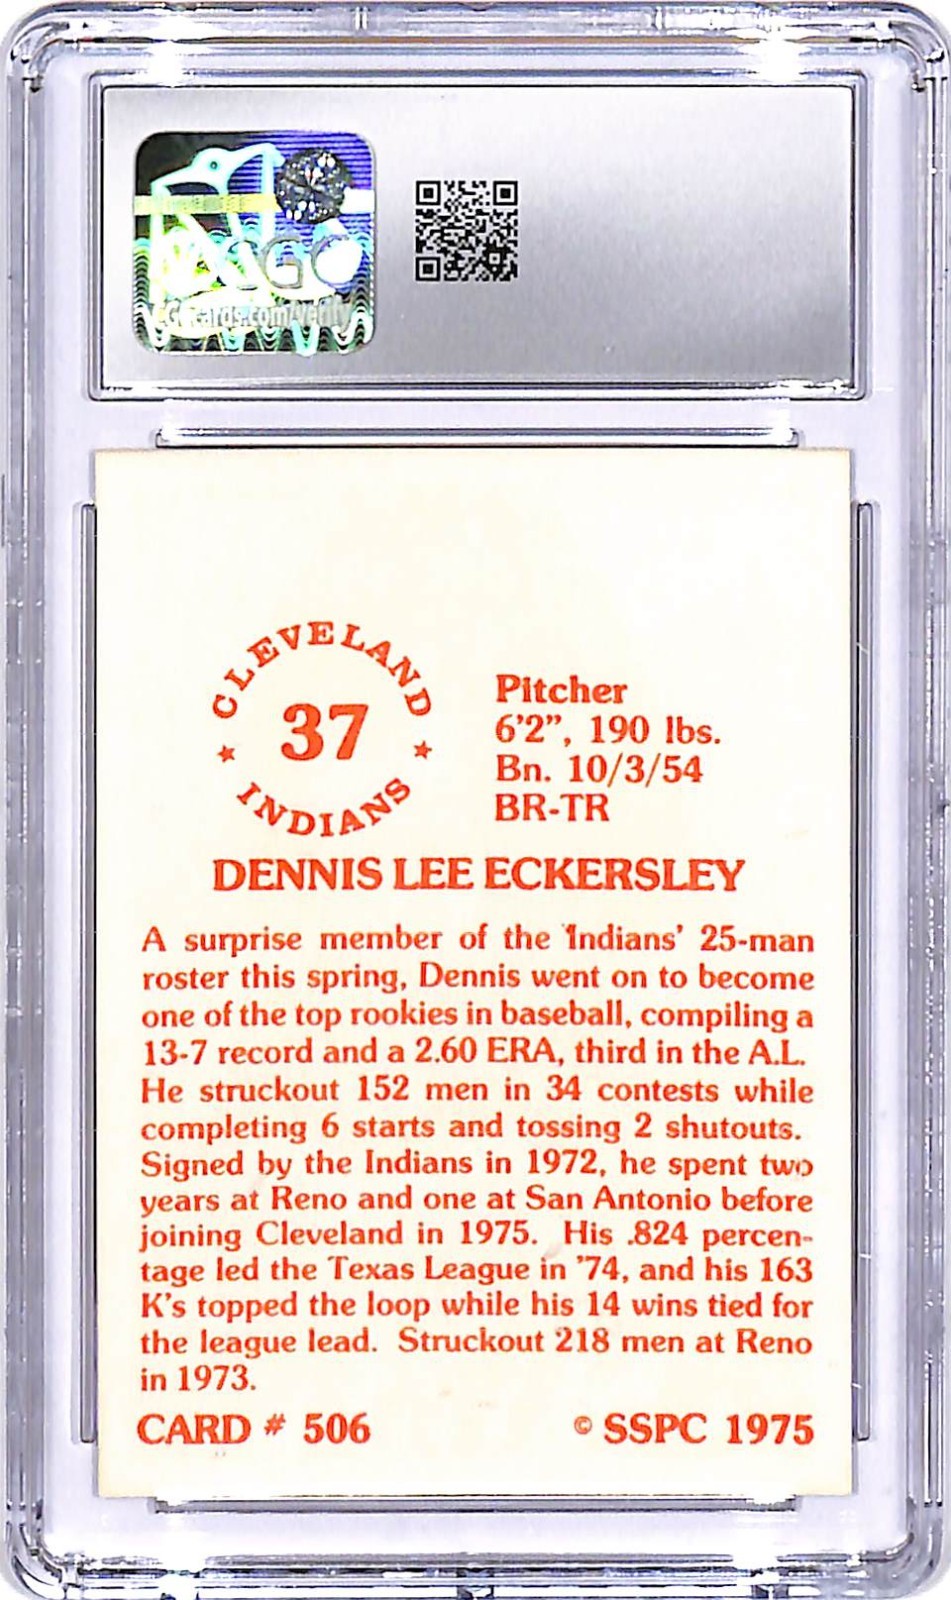 CGC
CGCcards.com/verify
CLEVELAND
37
INDIANS
Pitcher
6'2", 190 lbs.
Bn. 10/3/54
BR-TR
DENNIS LEE ECKERSLEY
A surprise member of the Indians' 25-man
roster this spring, Dennis went on to become
one of the top rookies in baseball, compiling a
13-7 record and a 2.60 ERA, third in the A.L.
He struckout 152 men in 34 contests while
completing 6 starts and tossing 2 shutouts.
Signed by the Indians in 1972, he spent two
years at Reno and one at San Antonio before
joining Cleveland in 1975. His .824 percen-
tage led the Texas League in '74, and his 163
K's topped the loop while his 14 wins tied for
the league lead. Struckout 218 men at Reno
in 1973.
CARD # 506 © SSPC 1975